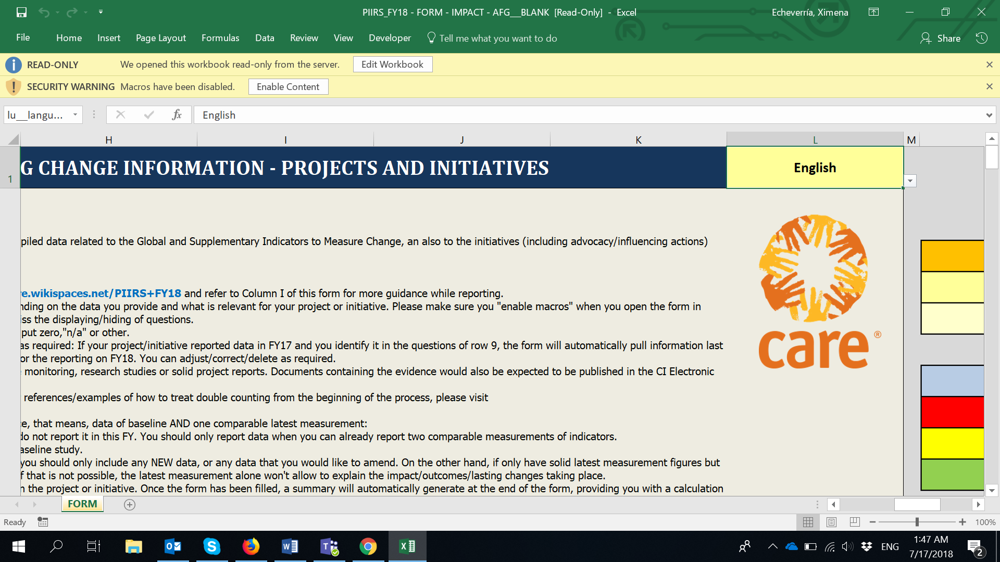 PIIRS_FY18 - FORM - IMPACT - AFG__BLANK [Read-Only] - Excel
Echeverría, Ximena
File Home Insert Page Layout Formulas Data Review View Developer Tell me what you want to do Share
READ-ONLY We opened this workbook read-only from the server. Edit Workbook
SECURITY WARNING Macros have been disabled. Enable Content
lu__langu... fx English
H I J K L M
1 G CHANGE INFORMATION - PROJECTS AND INITIATIVES English
piled data related to the Global and Supplementary Indicators to Measure Change, an also to the initiatives (including advocacy/influencing actions)
re.wikispaces.net/PIIRS+FY18 and refer to Column I of this form for more guidance while reporting.
nding on the data you provide and what is relevant for your project or initiative. Please make sure you "enable macros" when you open the form in
iss the displaying/hiding of questions.
put zero,"n/a" or other.
as required: If your project/initiative reported data in FY17 and you identify it in the questions of row 9, the form will automatically pull information last
or the reporting on FY18. You can adjust/correct/delete as required.
monitoring, research studies or solid project reports. Documents containing the evidence would also be expected to be published in the CI Electronic
references/examples of how to treat double counting from the beginning of the process, please visit
ce, that means, data of baseline AND one comparable latest measurement:
do not report it in this FY. You should only report data when you can already report two comparable measurements of indicators.
aseline study.
you should only include any NEW data, or any data that you would like to amend. On the other hand, if only have solid latest measurement figures but
f that is not possible, the latest measurement alone won't allow to explain the impact/outcomes/lasting changes taking place.
n the project or initiative. Once the form has been filled, a summary will automatically generate at the end of the form, providing you with a calculation
care ®
FORM
Ready 100%
ENG
1:47 AM
7/17/2018
2